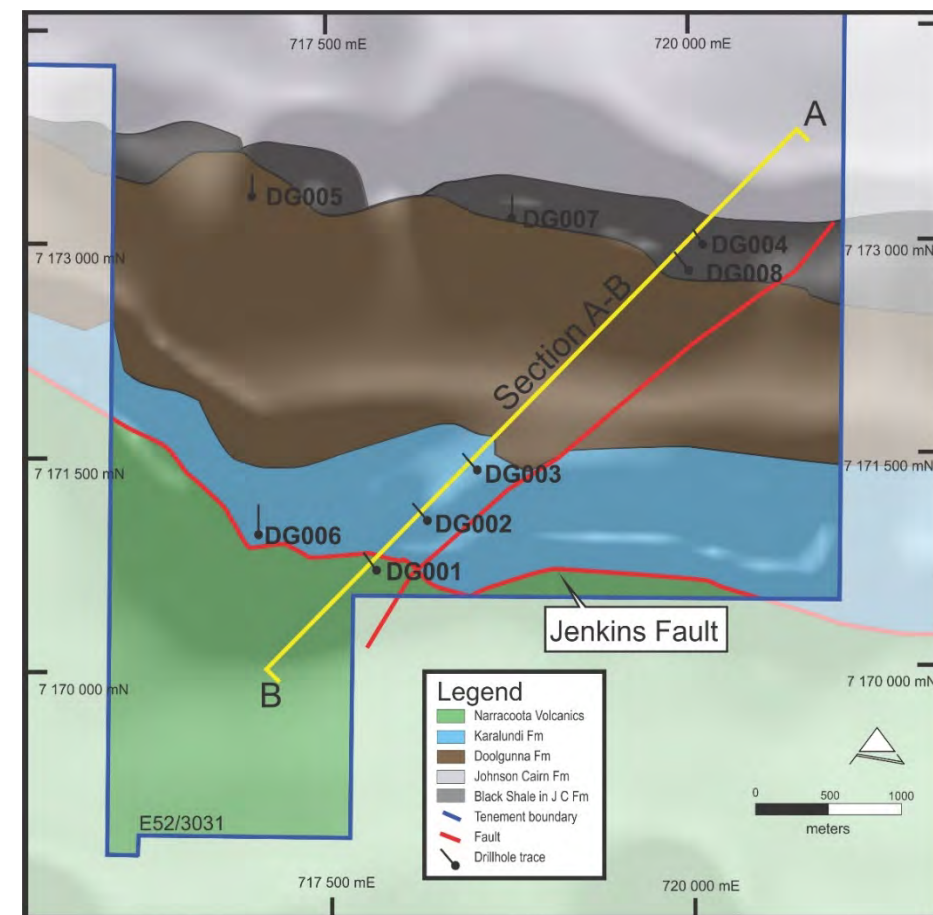 717 500 mE
720 000 mE
A
DG005
DG007
DG004
7 173 000 mN
7 173 000 mN
DG008
Section A-B
7 171 500 mN
7 171 500 mN
DG003
DG002
DG006
DG001
Jenkins Fault
B
7 170 000 mN
7 170 000 mN
Legend
Narracoota Volcanics
Karalundi Fm
Doolgunna Fm
Johnson Cairn Fm
Black Shale in J C Fm
Tenement boundary
Fault
Drillhole trace
0 500 1000
meters
E52/3031
717 500 mE
720 000 mE